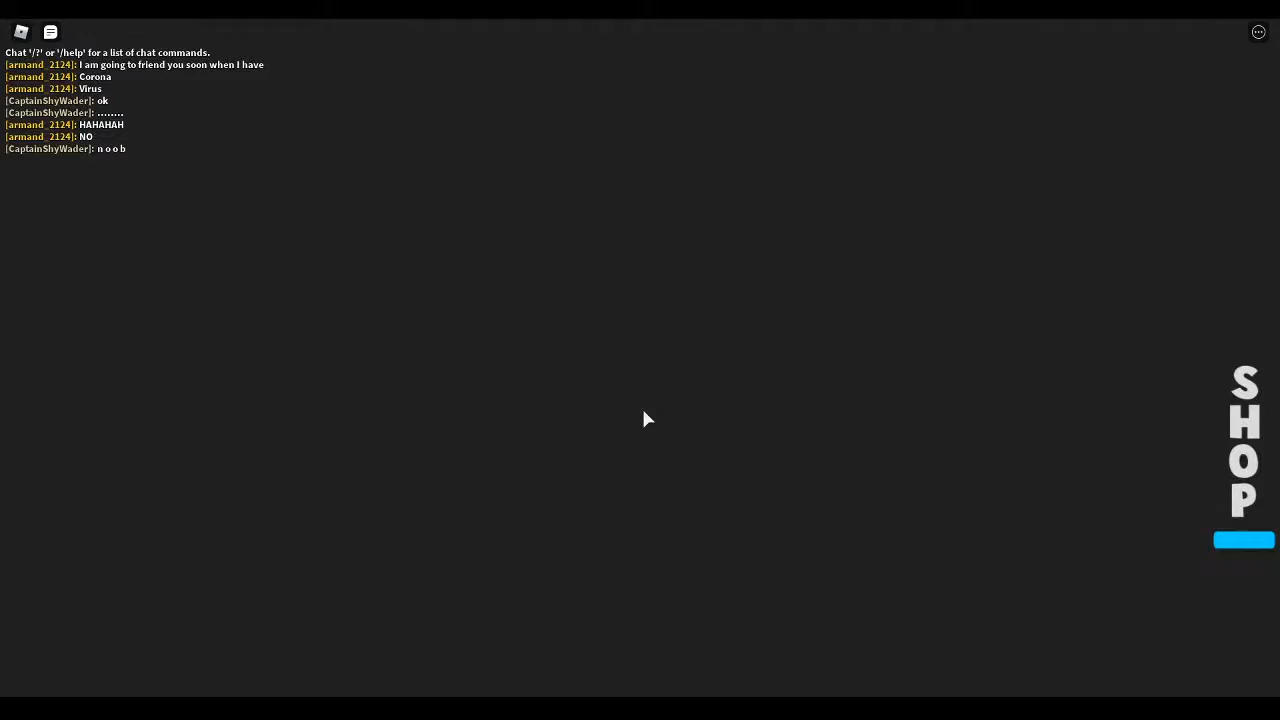 Chat '/?' or '/help' for a list of chat commands.
[armand_2124]: I am going to friend you soon when I have
[armand_2124]: Corona
[armand_2124]: Virus
[CaptainShyWader]: ok
[CaptainShyWader]: ........
[armand_2124]: HAHAHAH
[armand_2124]: NO
[CaptainShyWader]: n o o b
S
H
O
P